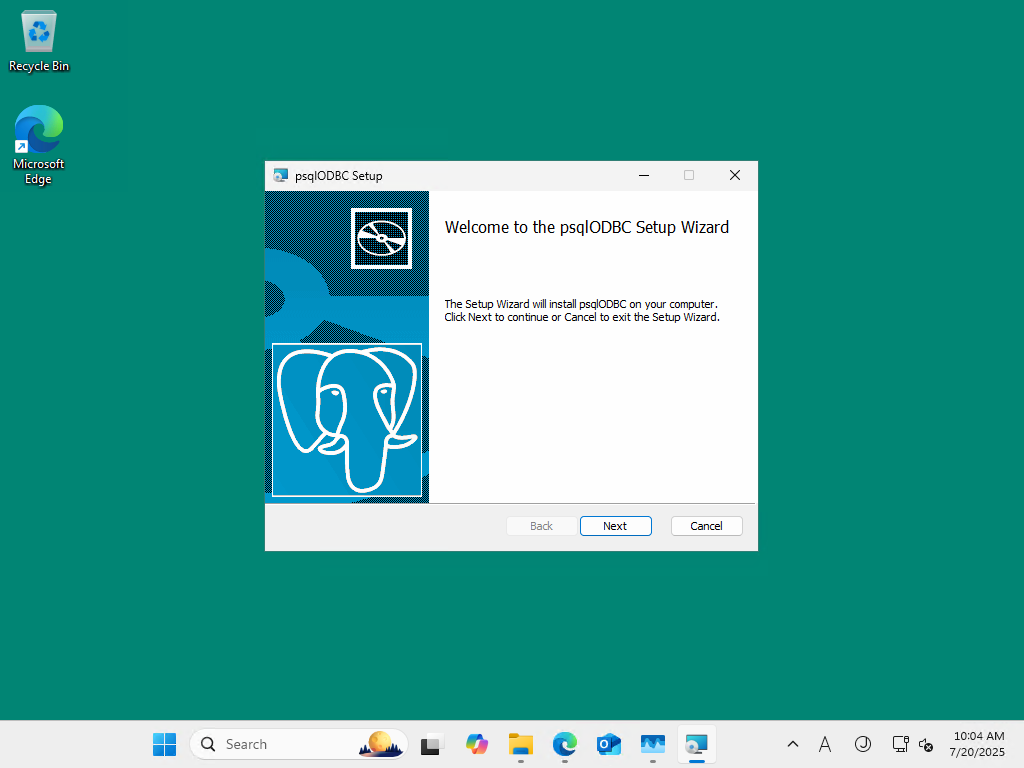 Recycle Bin
Microsoft
Edge
psqlODBC Setup
Welcome to the psqlODBC Setup Wizard
The Setup Wizard will install psqlODBC on your computer.
Click Next to continue or Cancel to exit the Setup Wizard.
Back
Next
Cancel
Search
10:04 AM
7/20/2025